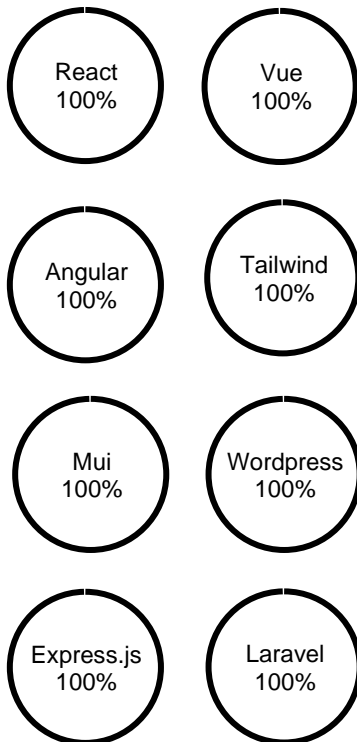 React
100%
Vue
100%
Angular
100%
Tailwind
100%
Mui
100%
Wordpress
100%
Express.js
100%
Laravel
100%